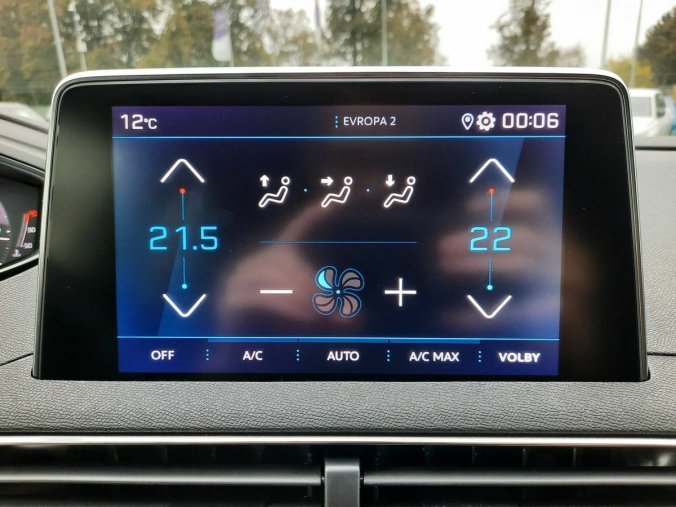 12°C EVROPA 2 00:06
21.5 22
OFF A/C AUTO A/C MAX VOLBY